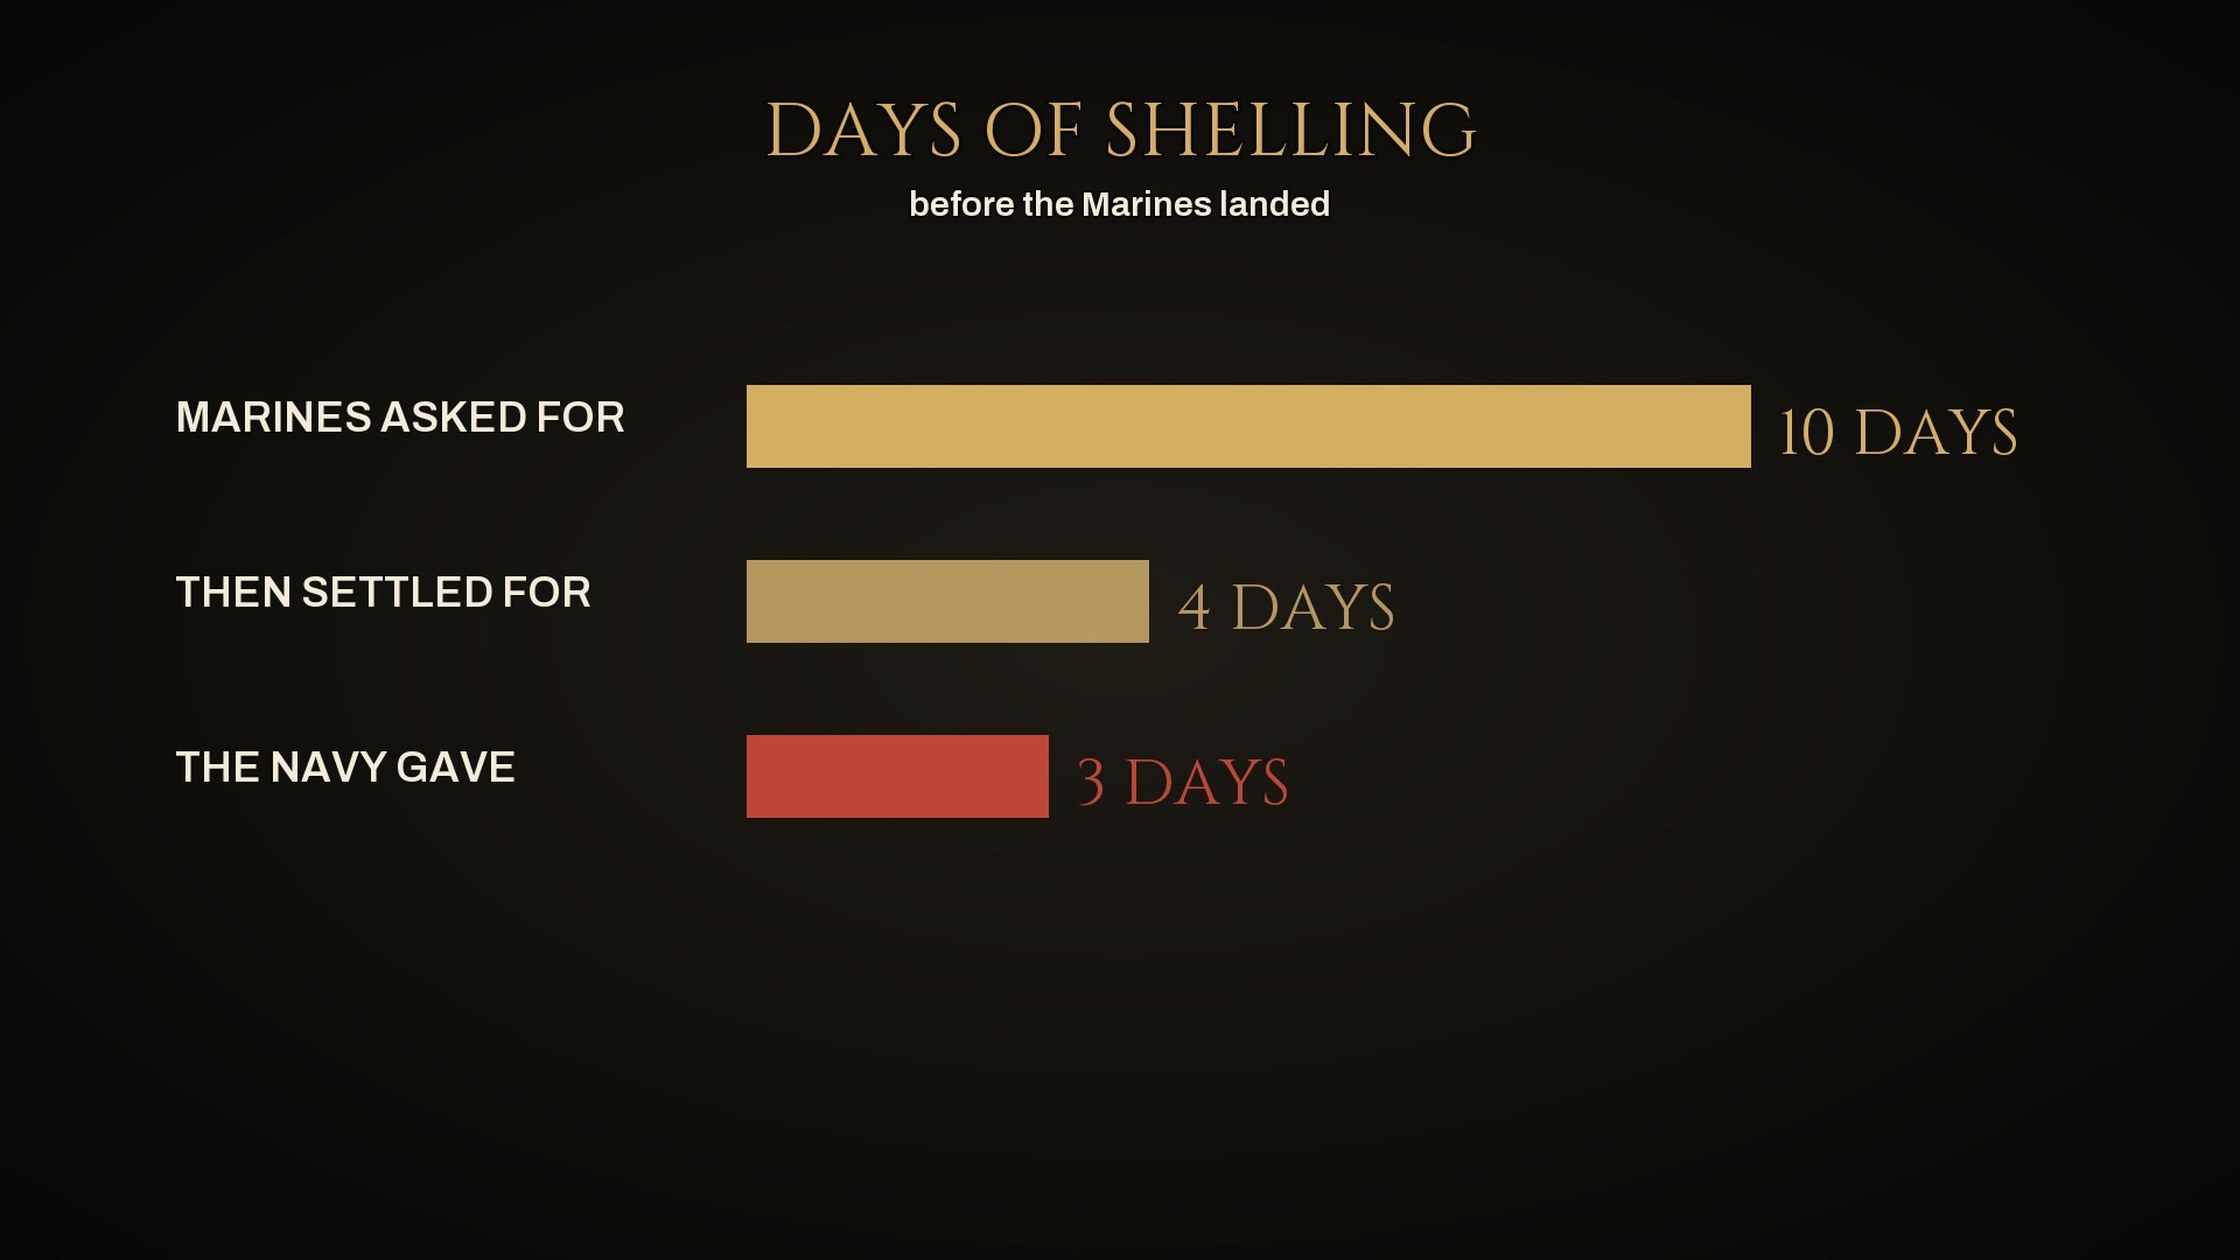 DAYS OF SHELLING
before the Marines landed
MARINES ASKED FOR 10 DAYS
THEN SETTLED FOR 4 DAYS
THE NAVY GAVE 3 DAYS